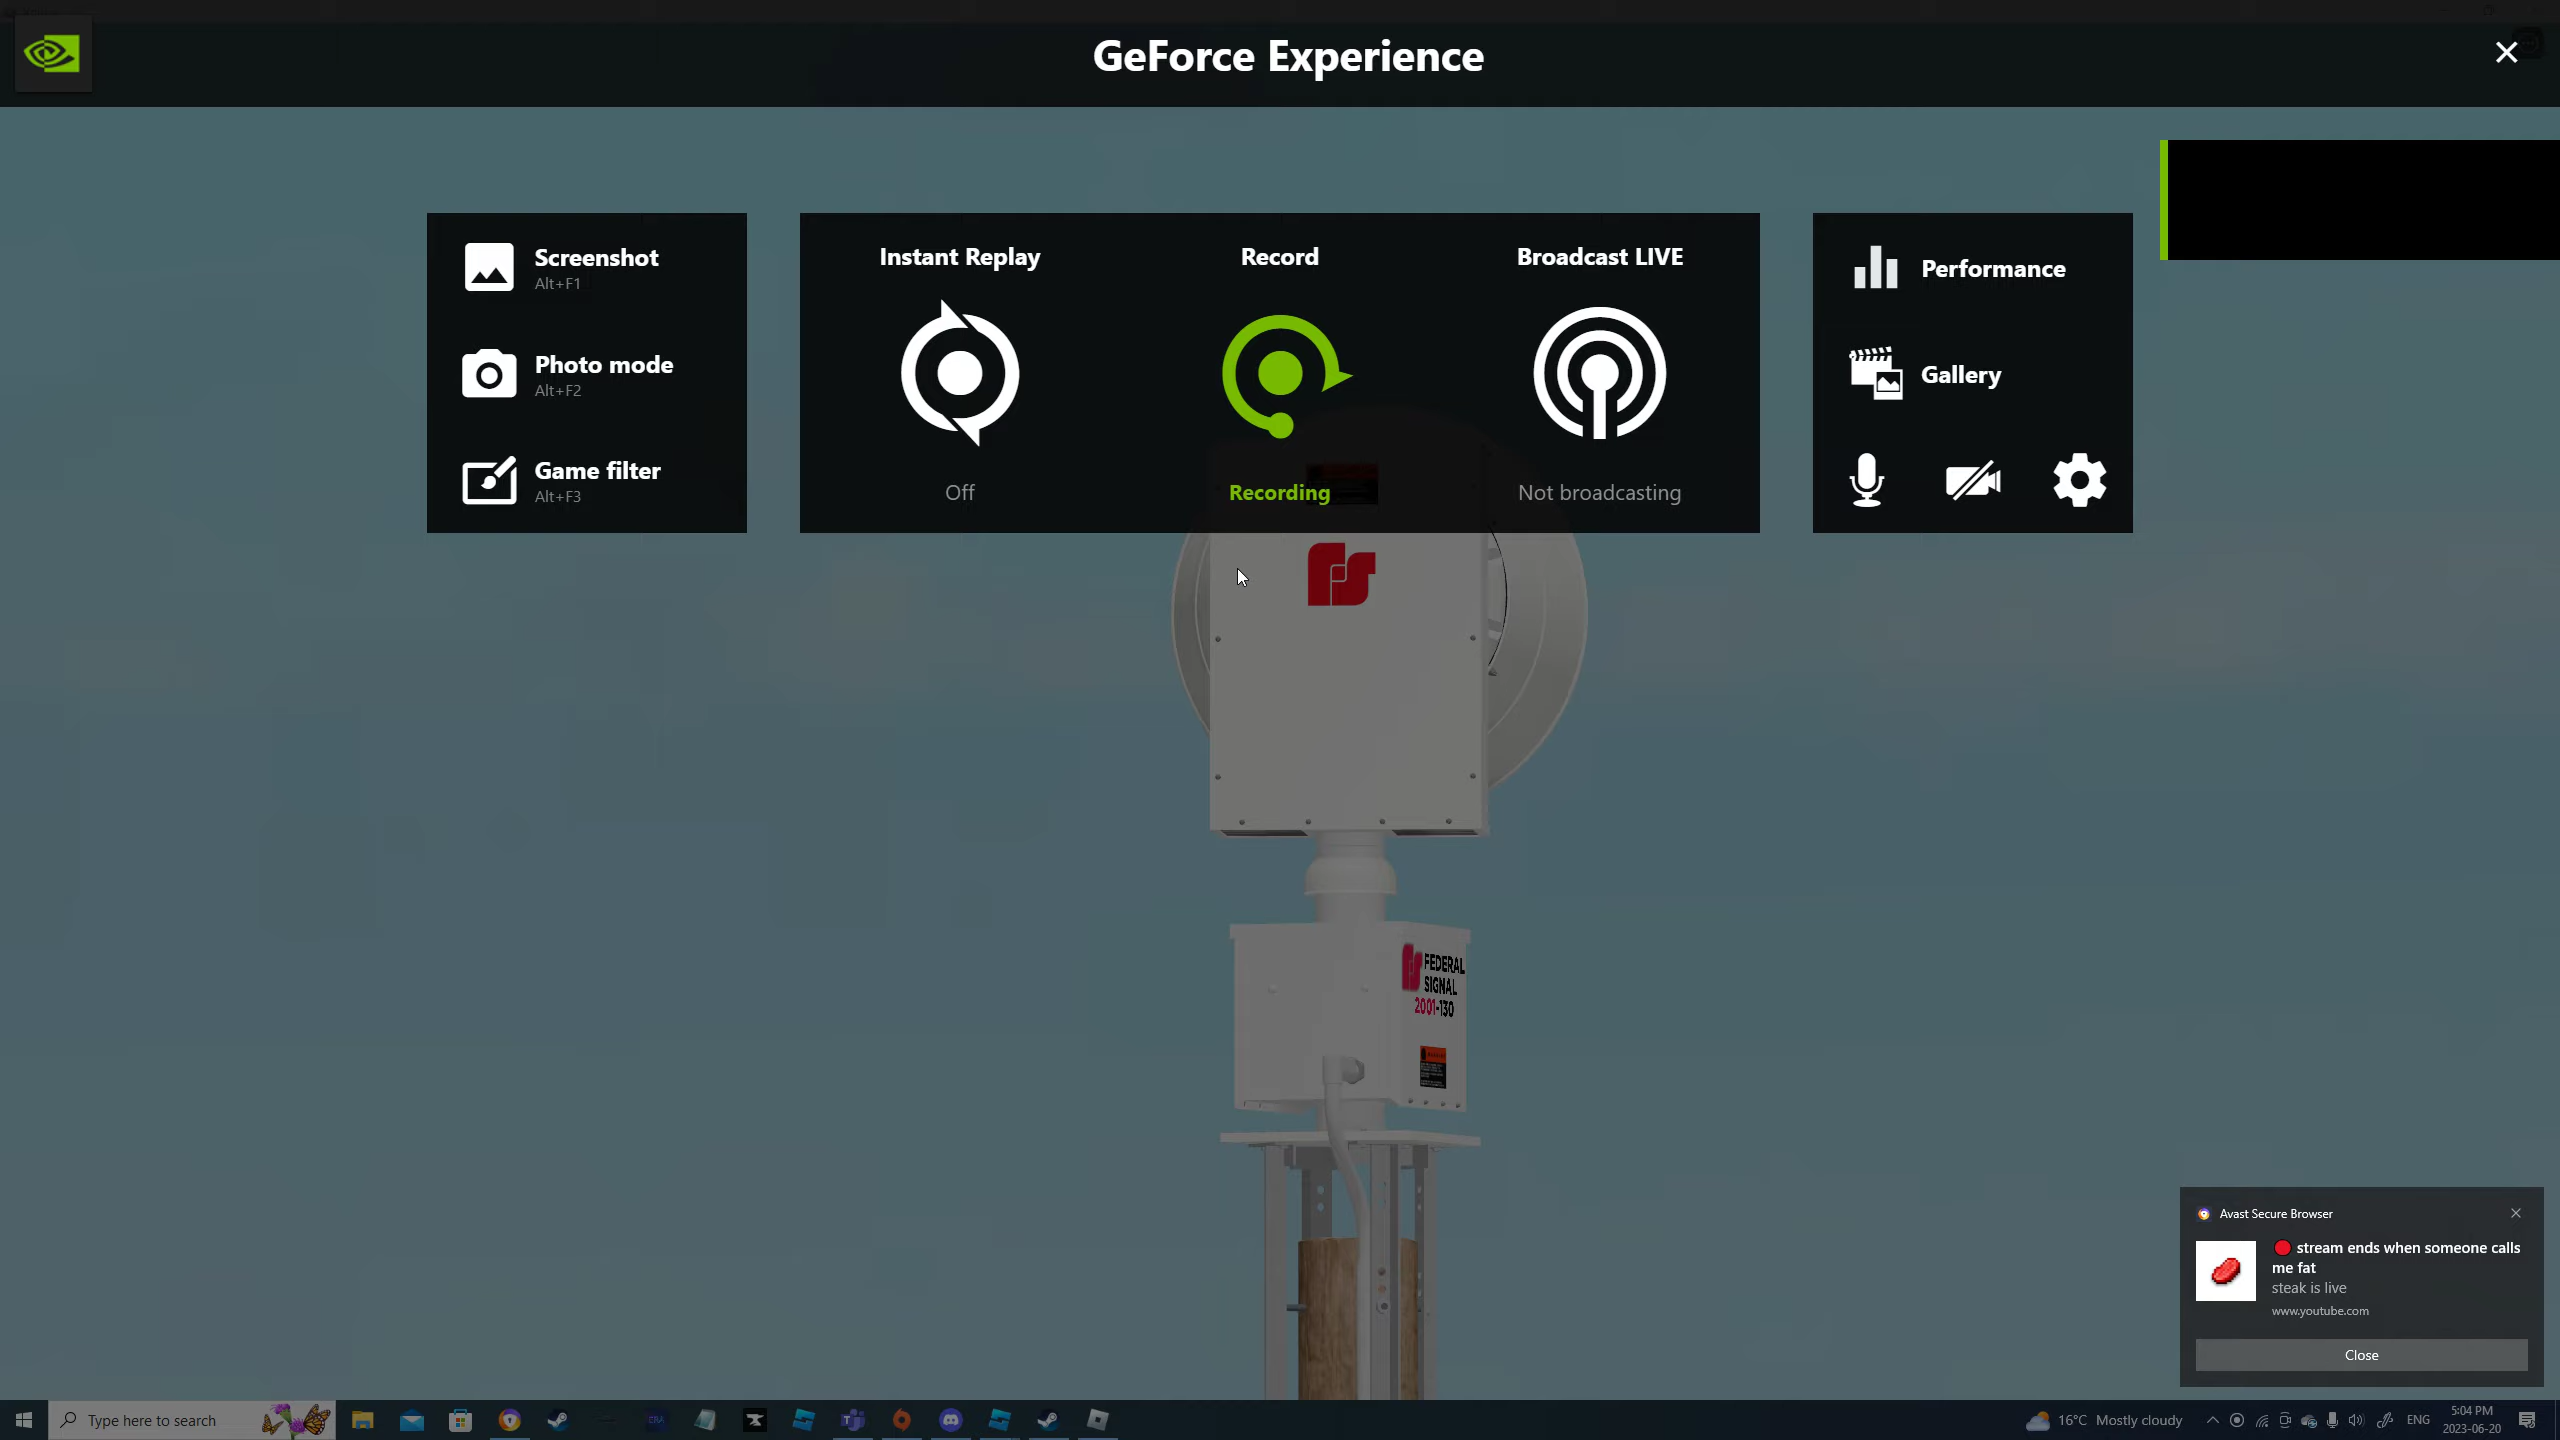 GeForce Experience
Screenshot
Alt+F1
Photo mode
Alt+F2
Game filter
Alt+F3
Instant Replay
Off
Record
Recording
Broadcast LIVE
Not broadcasting
Performance
Gallery
FEDERAL
SIGNAL
2001-130
Avast Secure Browser
stream ends when someone calls
me fat
steak is live
www.youtube.com
Close
Type here to search
16°C Mostly cloudy
ENG
5:04 PM
2023-06-20